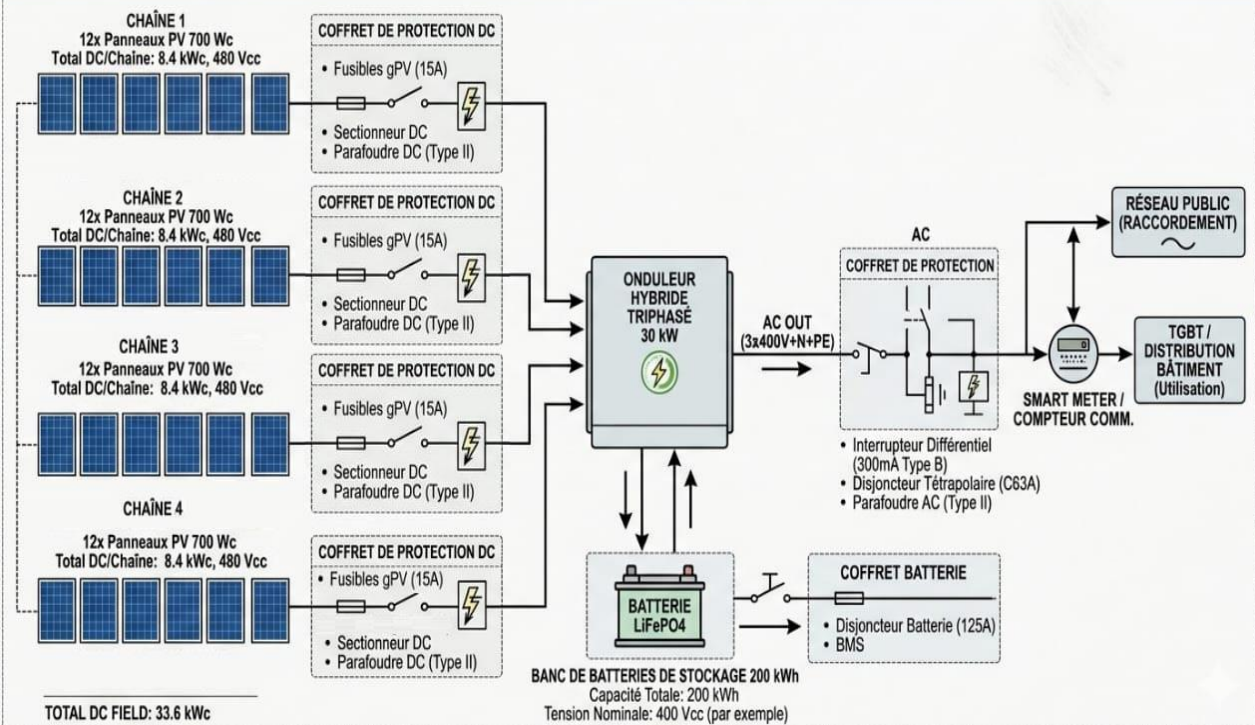 CHAÎNE 1
12x Panneaux PV 700 Wc
Total DC/Chaîne: 8.4 kWc, 480 Vcc
COFFRET DE PROTECTION DC
• Fusibles gPV (15A)
• Sectionneur DC
• Parafoudre DC (Type II)
CHAÎNE 2
12x Panneaux PV 700 Wc
Total DC/Chaîne: 8.4 kWc, 480 Vcc
COFFRET DE PROTECTION DC
• Fusibles gPV (15A)
• Sectionneur DC
• Parafoudre DC (Type II)
CHAÎNE 3
12x Panneaux PV 700 Wc
Total DC/Chaîne: 8.4 kWc, 480 Vcc
COFFRET DE PROTECTION DC
• Fusibles gPV (15A)
• Sectionneur DC
• Parafoudre DC (Type II)
CHAÎNE 4
12x Panneaux PV 700 Wc
Total DC/Chaîne: 8.4 kWc, 480 Vcc
COFFRET DE PROTECTION DC
• Fusibles gPV (15A)
• Sectionneur DC
• Parafoudre DC (Type II)
TOTAL DC FIELD: 33.6 kWc
ONDULEUR
HYBRIDE
TRIPHASÉ
30 kW
AC OUT
(3x400V+N+PE)
AC
COFFRET DE PROTECTION
• Interrupteur Différentiel
(300mA Type B)
• Disjoncteur Tétrapolaire (C63A)
• Parafoudre AC (Type II)
RÉSEAU PUBLIC
(RACCORDEMENT)
SMART METER /
COMPTEUR COMM.
TGBT /
DISTRIBUTION
BÂTIMENT
(Utilisation)
BATTERIE
LiFePO4
BANC DE BATTERIES DE STOCKAGE 200 kWh
Capacité Totale: 200 kWh
Tension Nominale: 400 Vcc (par exemple)
COFFRET BATTERIE
• Disjoncteur Batterie (125A)
• BMS